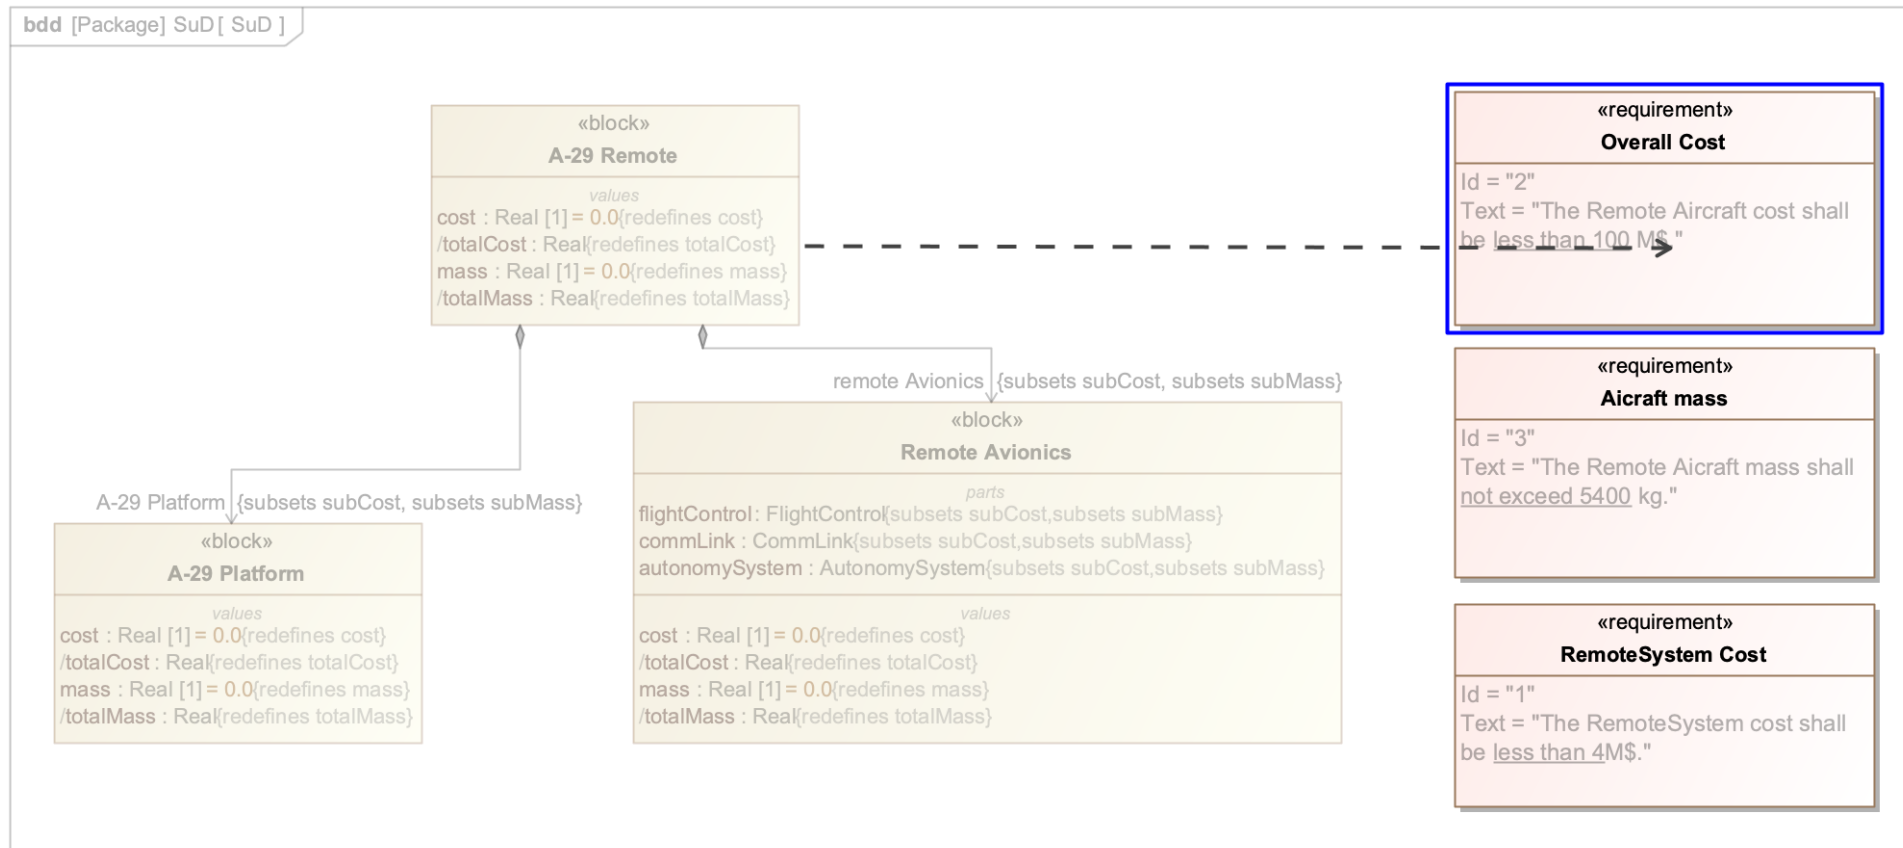 bdd [Package] SuD [ SuD ]
«block»
A-29 Remote
values
cost : Real [1] = 0.0{redefines cost}
/totalCost : Real{redefines totalCost}
mass : Real [1] = 0.0{redefines mass}
/totalMass : Real{redefines totalMass}
A-29 Platform {subsets subCost, subsets subMass}
«block»
A-29 Platform
values
cost : Real [1] = 0.0{redefines cost}
/totalCost : Real{redefines totalCost}
mass : Real [1] = 0.0{redefines mass}
/totalMass : Real{redefines totalMass}
remote Avionics {subsets subCost, subsets subMass}
«block»
Remote Avionics
parts
flightControl : FlightControl{subsets subCost,subsets subMass}
commLink : CommLink{subsets subCost,subsets subMass}
autonomySystem : AutonomySystem{subsets subCost,subsets subMass}
values
cost : Real [1] = 0.0{redefines cost}
/totalCost : Real{redefines totalCost}
mass : Real [1] = 0.0{redefines mass}
/totalMass : Real{redefines totalMass}
«requirement»
Overall Cost
Id = "2"
Text = "The Remote Aircraft cost shall
be less than 100 M$."
«requirement»
Aicraft mass
Id = "3"
Text = "The Remote Aicraft mass shall
not exceed 5400 kg."
«requirement»
RemoteSystem Cost
Id = "1"
Text = "The RemoteSystem cost shall
be less than 4M$."